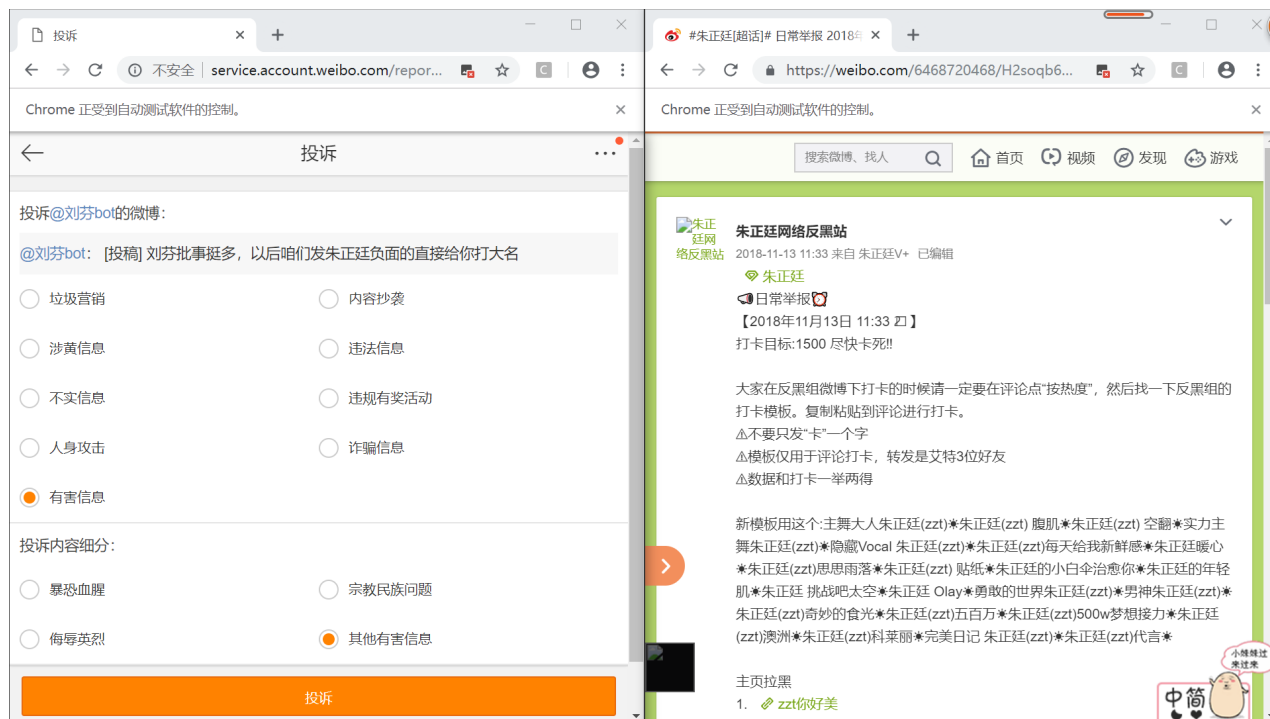 投诉
不安全 service.account.weibo.com/repor...
Chrome 正受到自动测试软件的控制。
投诉
投诉@刘芬bot的微博：
@刘芬bot： [投稿] 刘芬批事挺多，以后咱们发朱正廷负面的直接给你打大名
垃圾营销
内容抄袭
涉黄信息
违法信息
不实信息
违规有奖活动
人身攻击
诈骗信息
有害信息
投诉内容细分：
暴恐血腥
宗教民族问题
侮辱英烈
其他有害信息
投诉
#朱正廷[超话]# 日常举报 2018年
https://weibo.com/6468720468/H2soqb6...
Chrome 正受到自动测试软件的控制。
搜索微博、找人
首页 视频 发现 游戏
朱正廷网络反黑站
朱正廷网络反黑站
2018-11-13 11:33 来自 朱正廷V+ 已编辑
朱正廷
日常举报
【2018年11月13日 11:33 】
打卡目标:1500 尽快卡死!!
大家在反黑组微博下打卡的时候请一定要在评论点“按热度”，然后找一下反黑组的
打卡模板。复制粘贴到评论进行打卡。
⚠不要只发“卡”一个字
⚠模板仅用于评论打卡，转发是艾特3位好友
⚠数据和打卡一举两得
新模板用这个:主舞大人朱正廷(zzt)☀朱正廷(zzt) 腹肌☀朱正廷(zzt) 空翻☀实力主
舞朱正廷(zzt)☀隐藏Vocal 朱正廷(zzt)☀朱正廷(zzt)每天给我新鲜感☀朱正廷暖心
☀朱正廷(zzt)思思雨落☀朱正廷(zzt) 贴纸☀朱正廷的小白伞治愈你☀朱正廷的年轻
肌☀朱正廷 挑战吧太空☀朱正廷 Olay☀勇敢的世界朱正廷(zzt)☀男神朱正廷(zzt)☀
朱正廷(zzt)奇妙的食光☀朱正廷(zzt)五百万☀朱正廷(zzt)500w梦想接力☀朱正廷
(zzt)澳洲☀朱正廷(zzt)科莱丽☀完美日记 朱正廷(zzt)☀朱正廷(zzt)代言☀
主页拉黑
1. zzt你好美
小妹妹过
来过来
中简